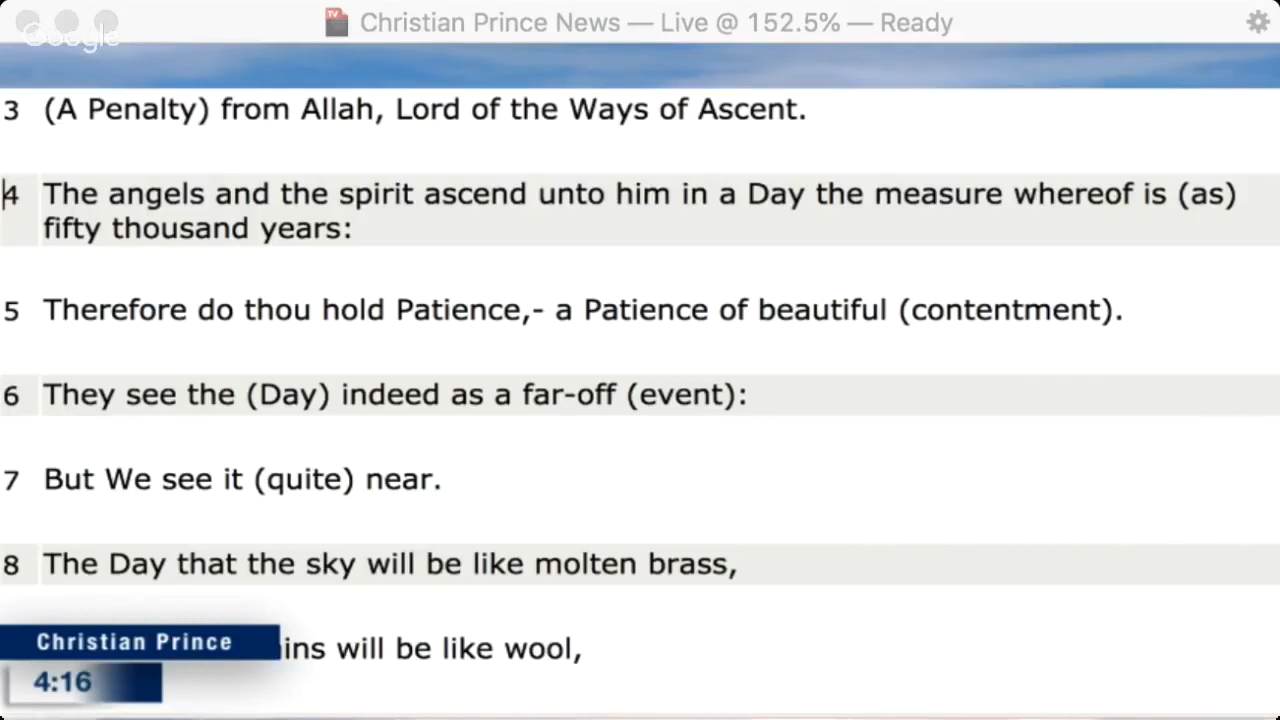 Christian Prince News — Live @ 152.5% — Ready
Google
3 (A Penalty) from Allah, Lord of the Ways of Ascent.
4 The angels and the spirit ascend unto him in a Day the measure whereof is (as)
fifty thousand years:
5 Therefore do thou hold Patience,- a Patience of beautiful (contentment).
6 They see the (Day) indeed as a far-off (event):
7 But We see it (quite) near.
8 The Day that the sky will be like molten brass,
ins will be like wool,
Christian Prince
4:16